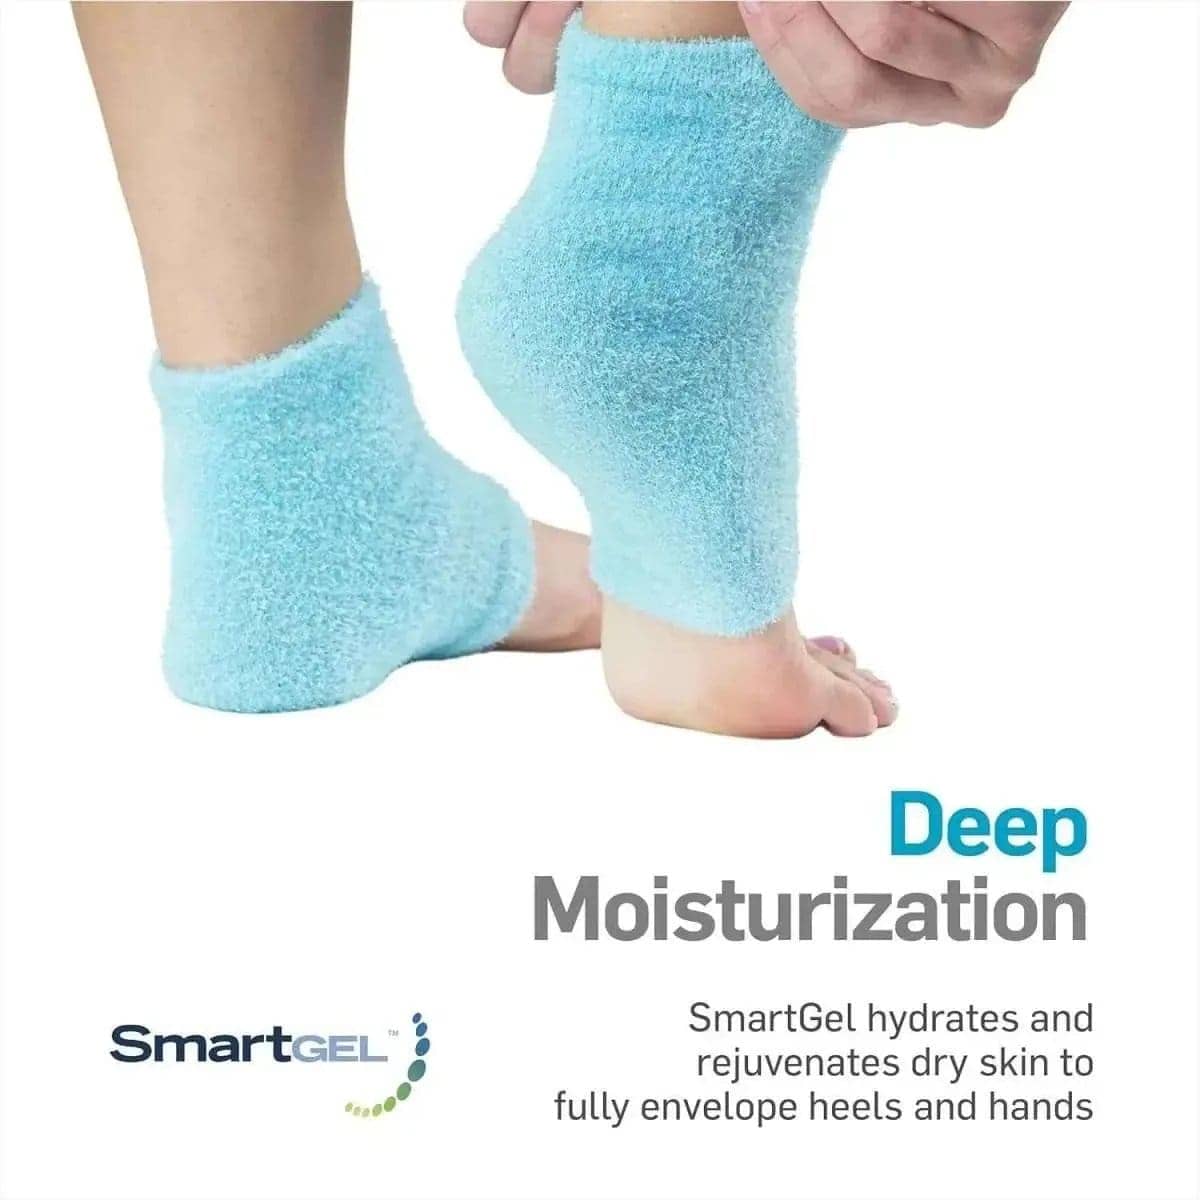 Deep
Moisturization
SmartGEL™
SmartGel hydrates and
rejuvenates dry skin to
fully envelope heels and hands